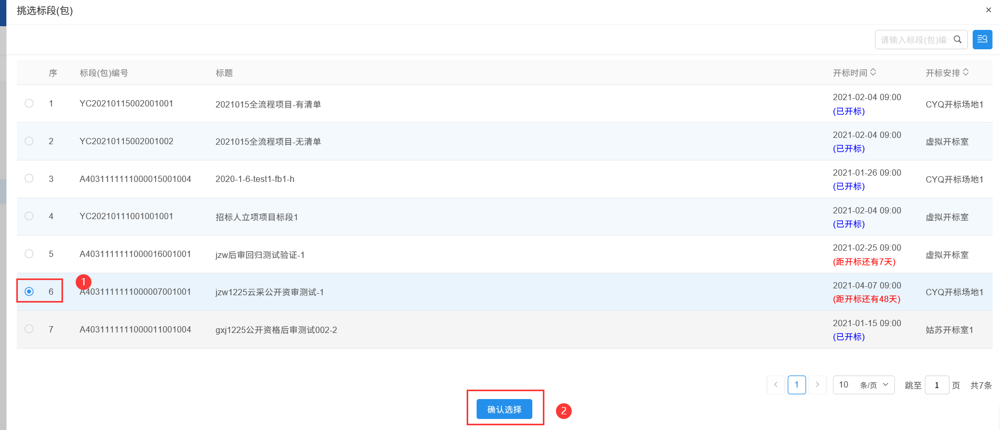 挑选标段(包)
×
请输入标段(包)编
序 标段(包)编号 标题 开标时间 开标安排
1 YC20210115002001001 2021015全流程项目-有清单 2021-02-04 09:00 CYQ开标场地1
(已开标)
2 YC20210115002001002 2021015全流程项目-无清单 2021-02-04 09:00 虚拟开标室
(已开标)
3 A4031111111000015001004 2020-1-6-test1-fb1-h 2021-01-26 09:00 CYQ开标场地1
(已开标)
4 YC20210111001001001 招标人立项项目标段1 2021-02-04 09:00 虚拟开标室
(已开标)
5 A4031111111000016001001 jzw后审回归测试验证-1 2021-02-25 09:00 虚拟开标室
(距开标还有7天)
1
6 A4031111111000007001001 jzw1225云采公开资审测试-1 2021-04-07 09:00 CYQ开标场地1
(距开标还有48天)
7 A4031111111000011001004 gxj1225公开资格后审测试002-2 2021-01-15 09:00 姑苏开标室1
(已开标)
1 10 条/页 跳至 1 页 共7条
确认选择 2